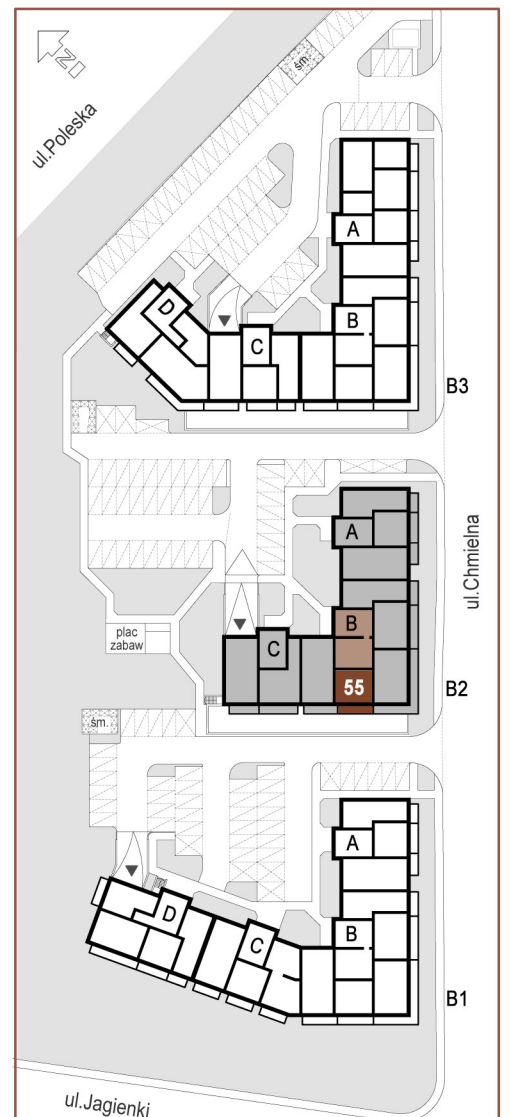 N
śm.
ul.Poleska
A
D
B
C
B3
A
ul.Chmielna
B
plac
zabaw
C
55
B2
śm.
A
D
B
C
B1
ul.Jagienki